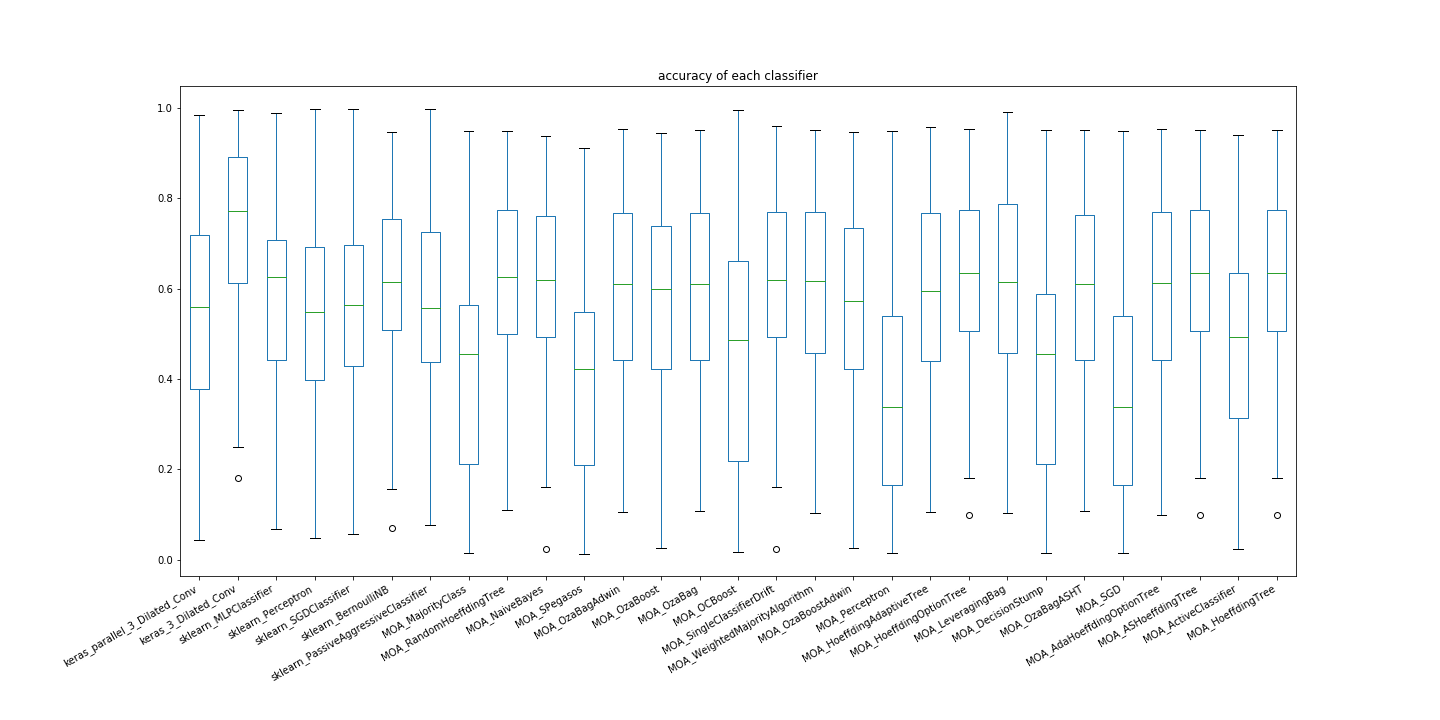 accuracy of each classifier
1.0
0.8
0.6
0.4
0.2
0.0
keras_parallel_3_Dilated_Conv
keras_3_Dilated_Conv
sklearn_MLPClassifier
sklearn_Perceptron
sklearn_SGDClassifier
sklearn_BernoulliNB
sklearn_PassiveAggressiveClassifier
MOA_MajorityClass
MOA_RandomHoeffdingTree
MOA_NaiveBayes
MOA_SPegasos
MOA_OzaBagAdwin
MOA_OzaBoost
MOA_OzaBag
MOA_OCBoost
MOA_SingleClassifierDrift
MOA_WeightedMajorityAlgorithm
MOA_OzaBoostAdwin
MOA_Perceptron
MOA_HoeffdingAdaptiveTree
MOA_HoeffdingOptionTree
MOA_LeveragingBag
MOA_DecisionStump
MOA_OzaBagASHT
MOA_SGD
MOA_AdaHoeffdingOptionTree
MOA_ASHoeffdingTree
MOA_ActiveClassifier
MOA_HoeffdingTree